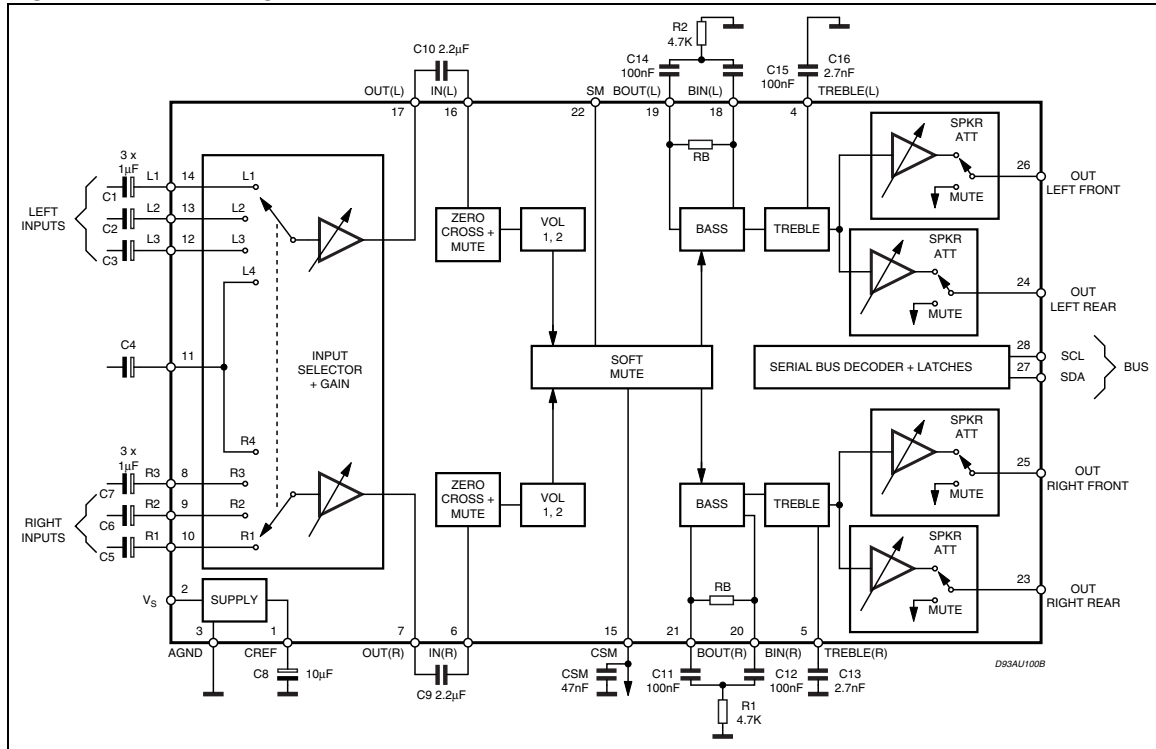 R2
4.7K
C10 2.2µF
C14
100nF
C15
100nF
C16
2.7nF
OUT(L)
IN(L)
SM
BOUT(L)
BIN(L)
TREBLE(L)
17
16
22
19
18
4
SPKR
ATT
MUTE
26
OUT
LEFT FRONT
RB
3 x
1µF
L1
14
L1
C1
LEFT
INPUTS
L2
13
L2
C2
L3
12
L3
C3
L4
ZERO
CROSS +
MUTE
VOL
1, 2
BASS
TREBLE
SPKR
ATT
MUTE
24
OUT
LEFT REAR
C4
11
INPUT
SELECTOR
+ GAIN
SOFT
MUTE
SERIAL BUS DECODER + LATCHES
28
SCL
27
SDA
BUS
R4
3 x
1µF
R3
8
R3
C7
RIGHT
INPUTS
R2
9
R2
C6
R1
10
R1
C5
ZERO
CROSS +
MUTE
VOL
1, 2
BASS
TREBLE
SPKR
ATT
MUTE
25
OUT
RIGHT FRONT
SPKR
ATT
MUTE
23
OUT
RIGHT REAR
RB
VS
2
SUPPLY
3
1
7
6
15
21
20
5
AGND
CREF
OUT(R)
IN(R)
CSM
BOUT(R)
BIN(R)
TREBLE(R)
D93AU100B
C8
10µF
C9 2.2µF
CSM
47nF
C11
100nF
C12
100nF
C13
2.7nF
R1
4.7K